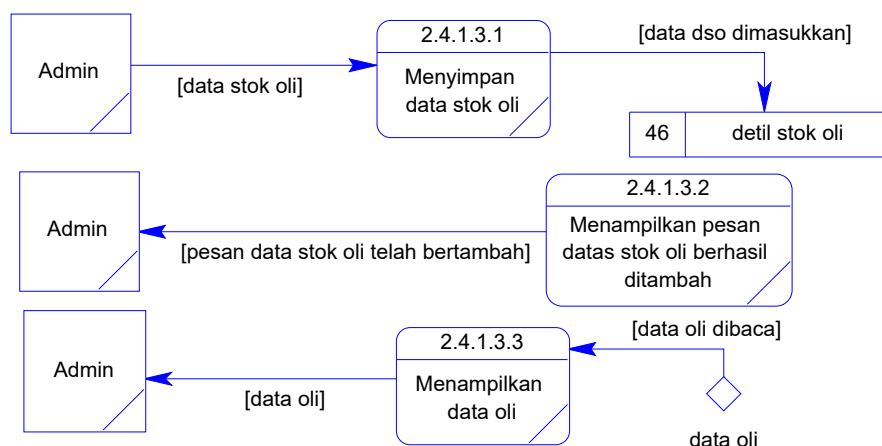 Admin
[data stok oli]
2.4.1.3.1
Menyimpan
data stok oli
[data dso dimasukkan]
46
detil stok oli
Admin
[pesan data stok oli telah bertambah]
2.4.1.3.2
Menampilkan pesan
datas stok oli berhasil
ditambah
Admin
[data oli]
2.4.1.3.3
Menampilkan
data oli
[data oli dibaca]
data oli